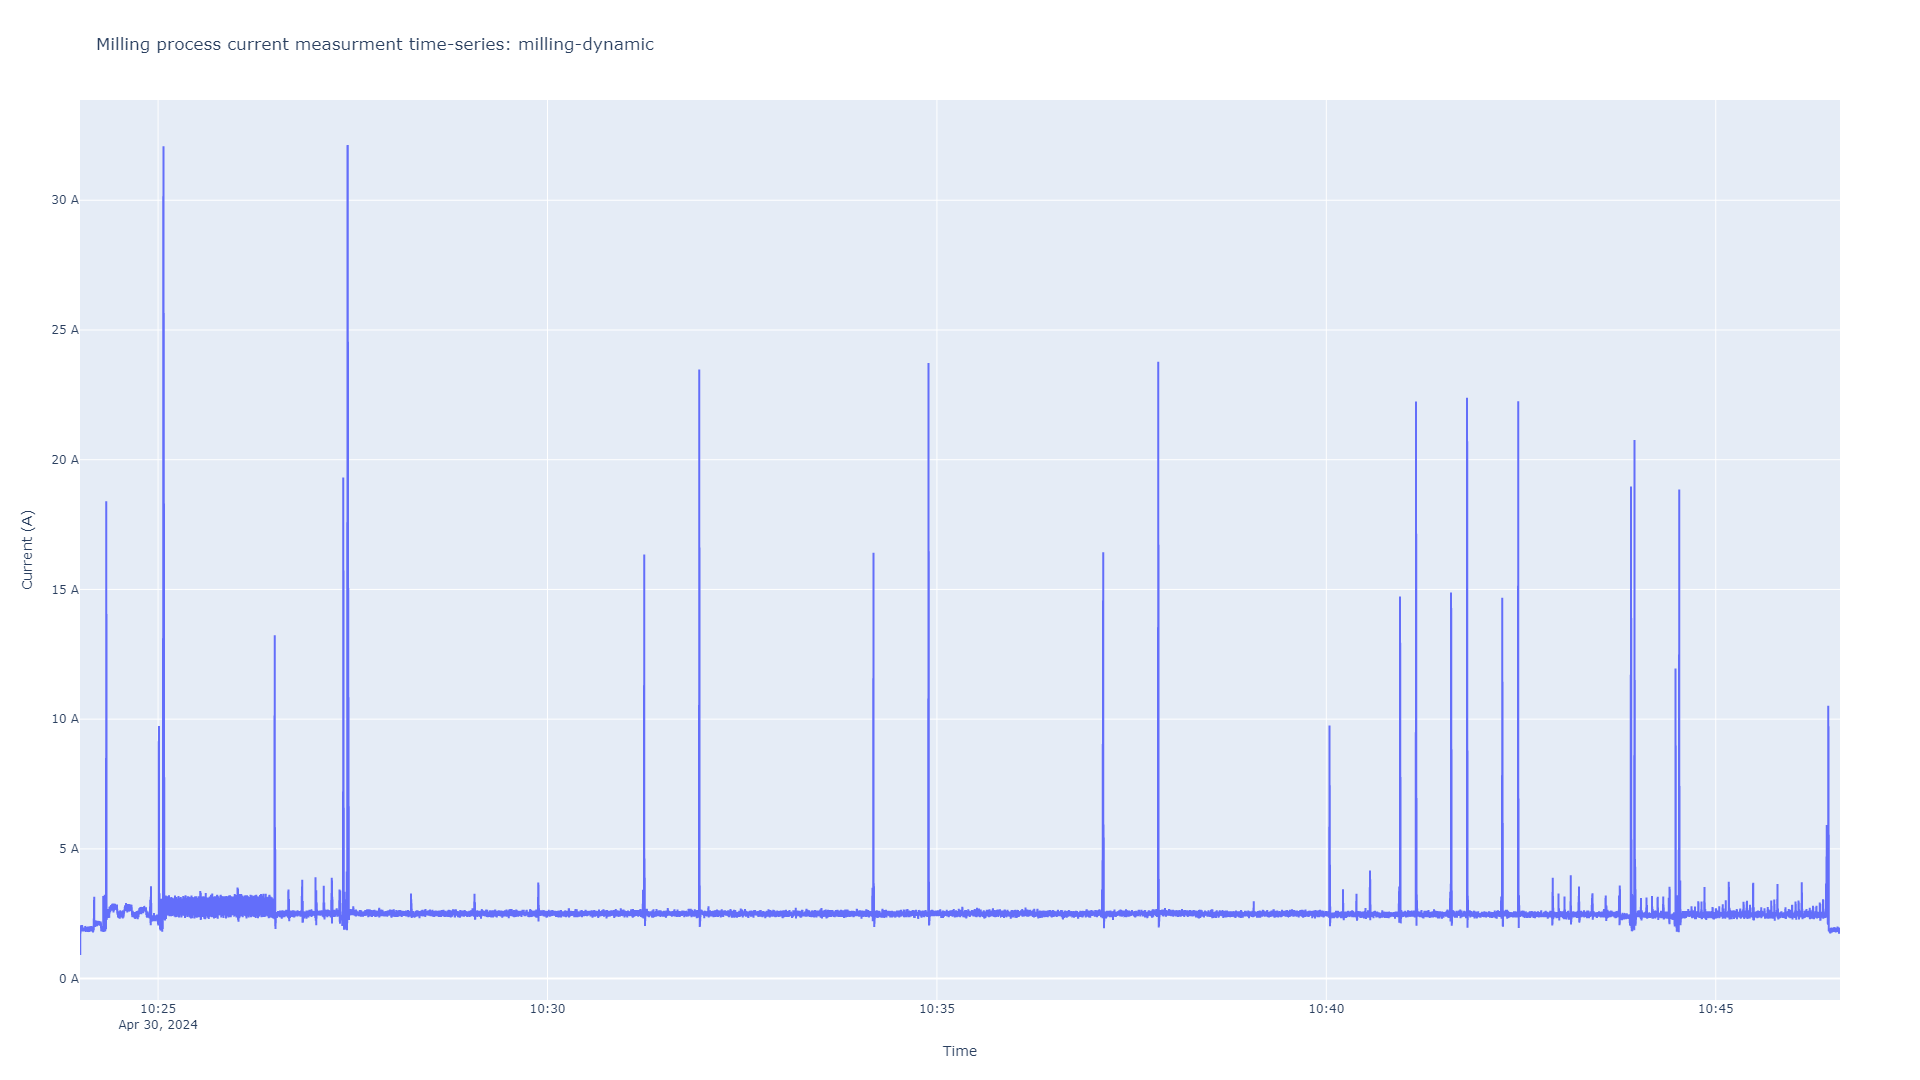 Milling process current measurment time-series: milling-dynamic
30 A
25 A
20 A
15 A
10 A
5 A
0 A
Current (A)
10:25
Apr 30, 2024
10:30
10:35
10:40
10:45
Time